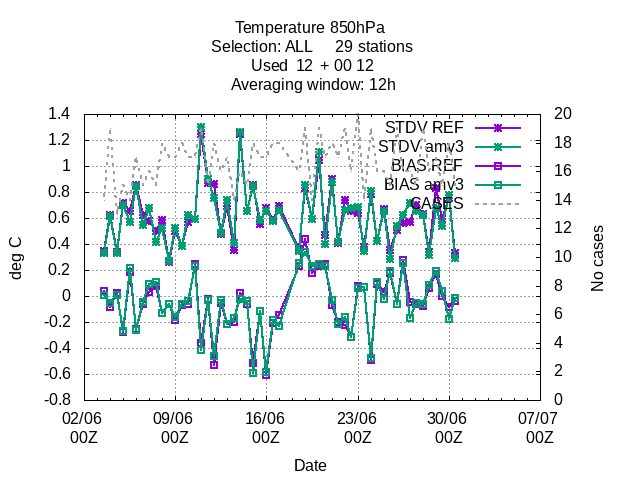 Temperature 850hPa
Selection: ALL     29 stations
Used  12  + 00 12
Averaging window: 12h
STDV REF
STDV amv3
BIAS REF
BIAS amv3
CASES
deg C
1.4
1.2
1
0.8
0.6
0.4
0.2
0
-0.2
-0.4
-0.6
-0.8
No cases
20
18
16
14
12
10
8
6
4
2
0
02/06 09/06 16/06 23/06 30/06 07/07
00Z 00Z 00Z 00Z 00Z 00Z
Date